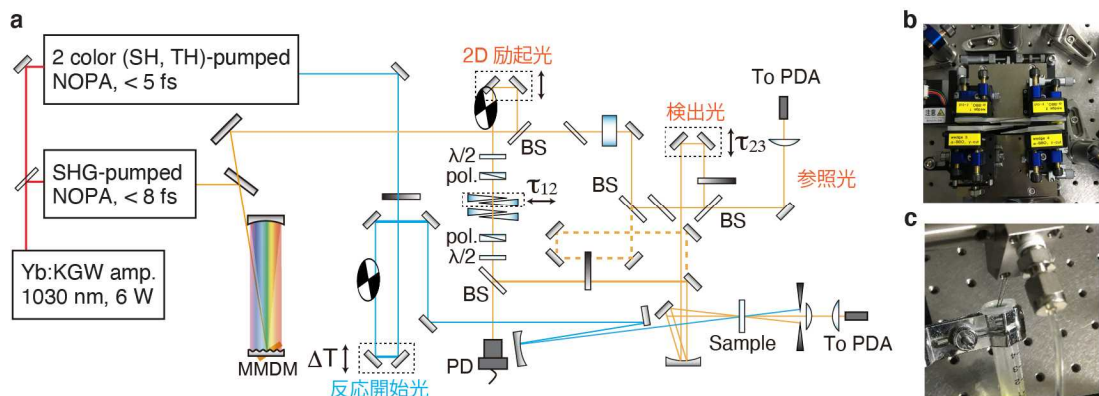 a
2 color (SH, TH)-pumped
NOPA, < 5 fs
SHG-pumped
NOPA, < 8 fs
Yb:KGW amp.
1030 nm, 6 W
MMDM
ΔT
反応開始光
2D 励起光
BS
λ/2
pol.
τ12
pol.
λ/2
BS
PD
BS
検出光
τ23
BS
To PDA
参照光
Sample
To PDA
b
c